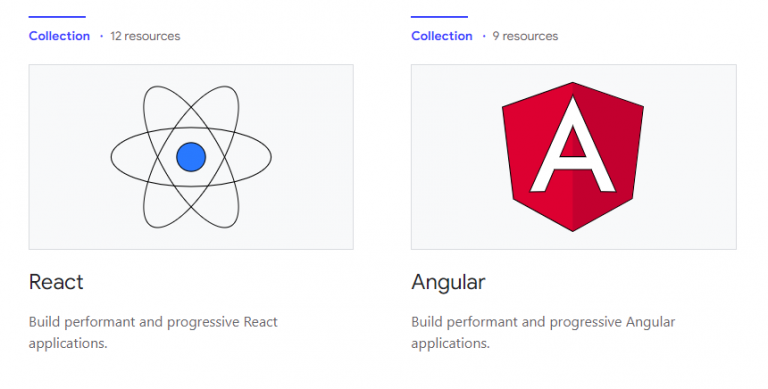 Collection · 12 resources
React
Build performant and progressive React
applications.
Collection · 9 resources
A
Angular
Build performant and progressive Angular
applications.